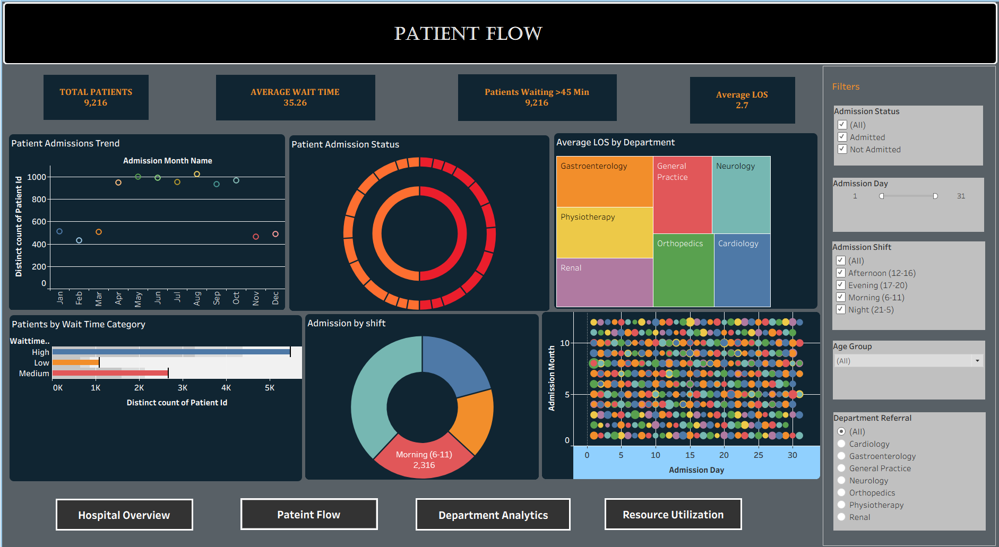 PATIENT FLOW
TOTAL PATIENTS
9,216
AVERAGE WAIT TIME
35.26
Patients Waiting >45 Min
9,216
Average LOS
2.7
Patient Admissions Trend
Admission Month Name
Distinct count of Patient Id
1000
800
600
400
200
0
Jan
Feb
Mar
Apr
May
Jun
Jul
Aug
Sep
Oct
Nov
Dec
Patient Admission Status
Average LOS by Department
Gastroenterology
General
Practice
Neurology
Physiotherapy
Orthopedics
Cardiology
Renal
Patients by Wait Time Category
Waittime..
High
Low
Medium
0K
1K
2K
3K
4K
5K
Distinct count of Patient Id
Admission by shift
Morning (6-11)
2,316
Admission Month
10
5
0
0
5
10
15
20
25
30
Admission Day
Hospital Overview
Pateint Flow
Department Analytics
Resource Utilization
Filters
Admission Status
(All)
Admitted
Not Admitted
Admission Day
1
31
Admission Shift
(All)
Afternoon (12-16)
Evening (17-20)
Morning (6-11)
Night (21-5)
Age Group
(All)
Department Referral
(All)
Cardiology
Gastroenterology
General Practice
Neurology
Orthopedics
Physiotherapy
Renal